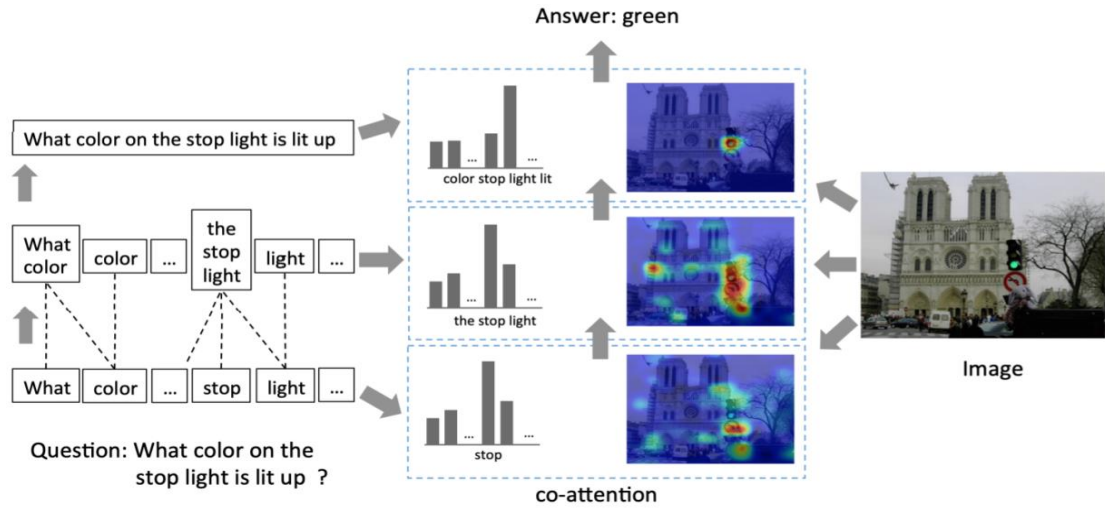 Answer: green
What color on the stop light is lit up
...
...
color stop light lit
What
color
color
...
the
stop
light
light
...
...
...
the stop light
What
color
...
stop
light
...
...
...
stop
Image
Question: What color on the
stop light is lit up ?
co-attention